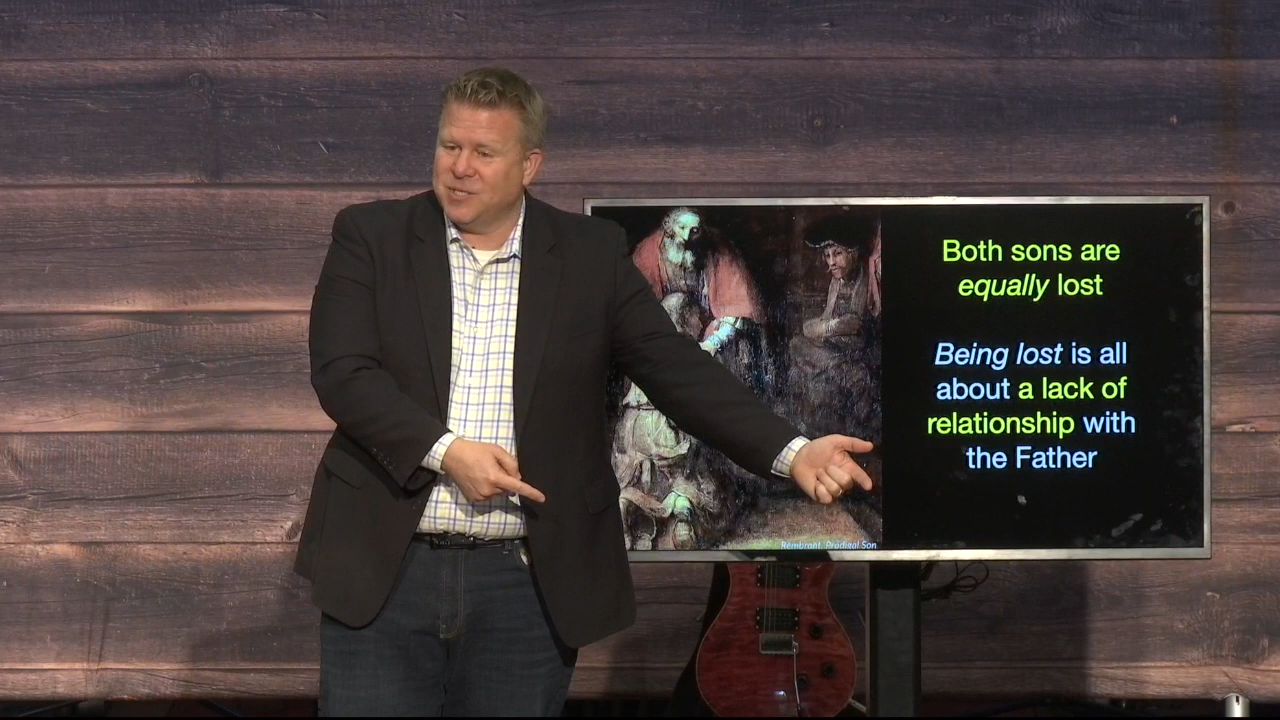 Both sons are
equally lost
Being lost is all
about a lack of
relationship with
the Father
Rembrant, Prodigal Son